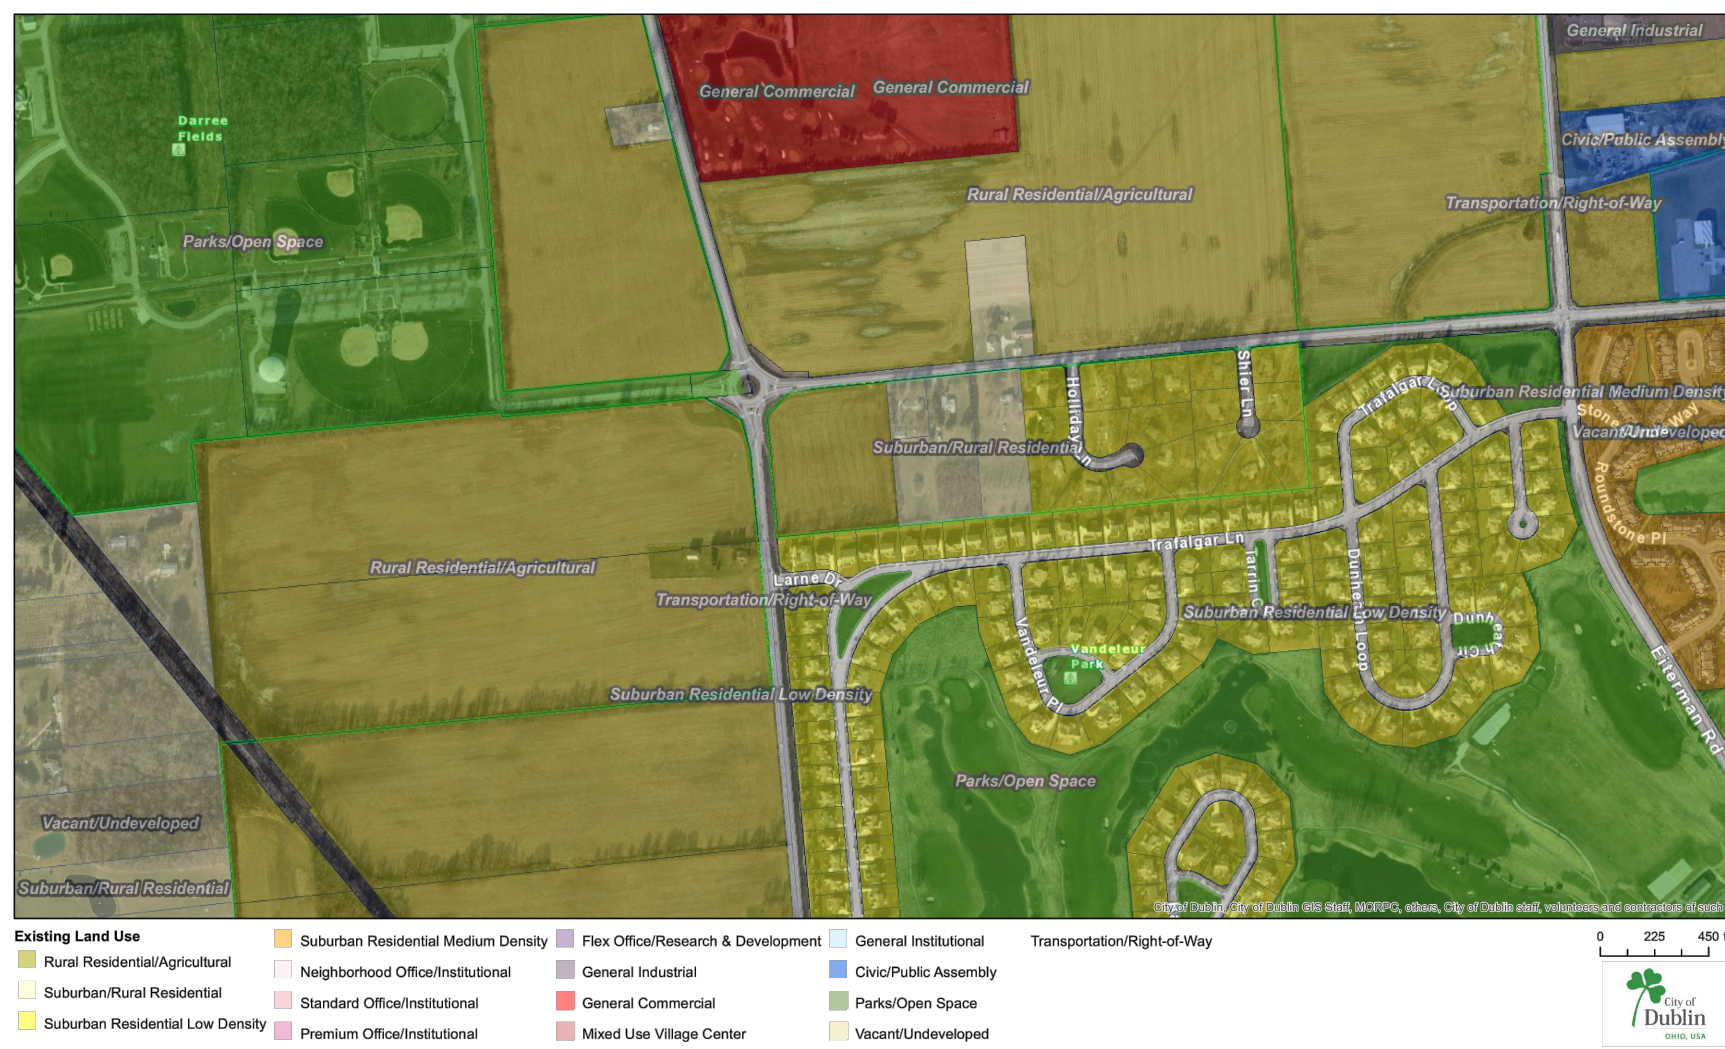 General Industrial
General Commercial
General Commercial
Darree
Fields
Civic/Public Assembly
Rural Residential/Agricultural
Transportation/Right-of-Way
Parks/Open Space
Shier Ln
Holliday Ln
Trafalgar Loop
Suburban Residential Medium Density
Stone Way
Vacant/Undeveloped
Suburban/Rural Residential
Roundstone Pl
Trafalgar Ln
Rural Residential/Agricultural
Larne Dr
Transportation/Right-of-Way
Tarrin C
Dunheath Loop
Suburban Residential Low Density
Dunheath Cir
Vandeleur Pl
Vandeleur
Park
Eiterman Rd
Suburban Residential Low Density
Parks/Open Space
Vacant/Undeveloped
Suburban/Rural Residential
City of Dublin, City of Dublin GIS Staff, MORPC, others, City of Dublin staff, volunteers and contractors of such
Existing Land Use
Rural Residential/Agricultural
Suburban/Rural Residential
Suburban Residential Low Density
Suburban Residential Medium Density
Neighborhood Office/Institutional
Standard Office/Institutional
Premium Office/Institutional
Flex Office/Research & Development
General Industrial
General Commercial
Mixed Use Village Center
General Institutional
Civic/Public Assembly
Parks/Open Space
Vacant/Undeveloped
Transportation/Right-of-Way
0 225 450 f
City of
Dublin
OHIO, USA